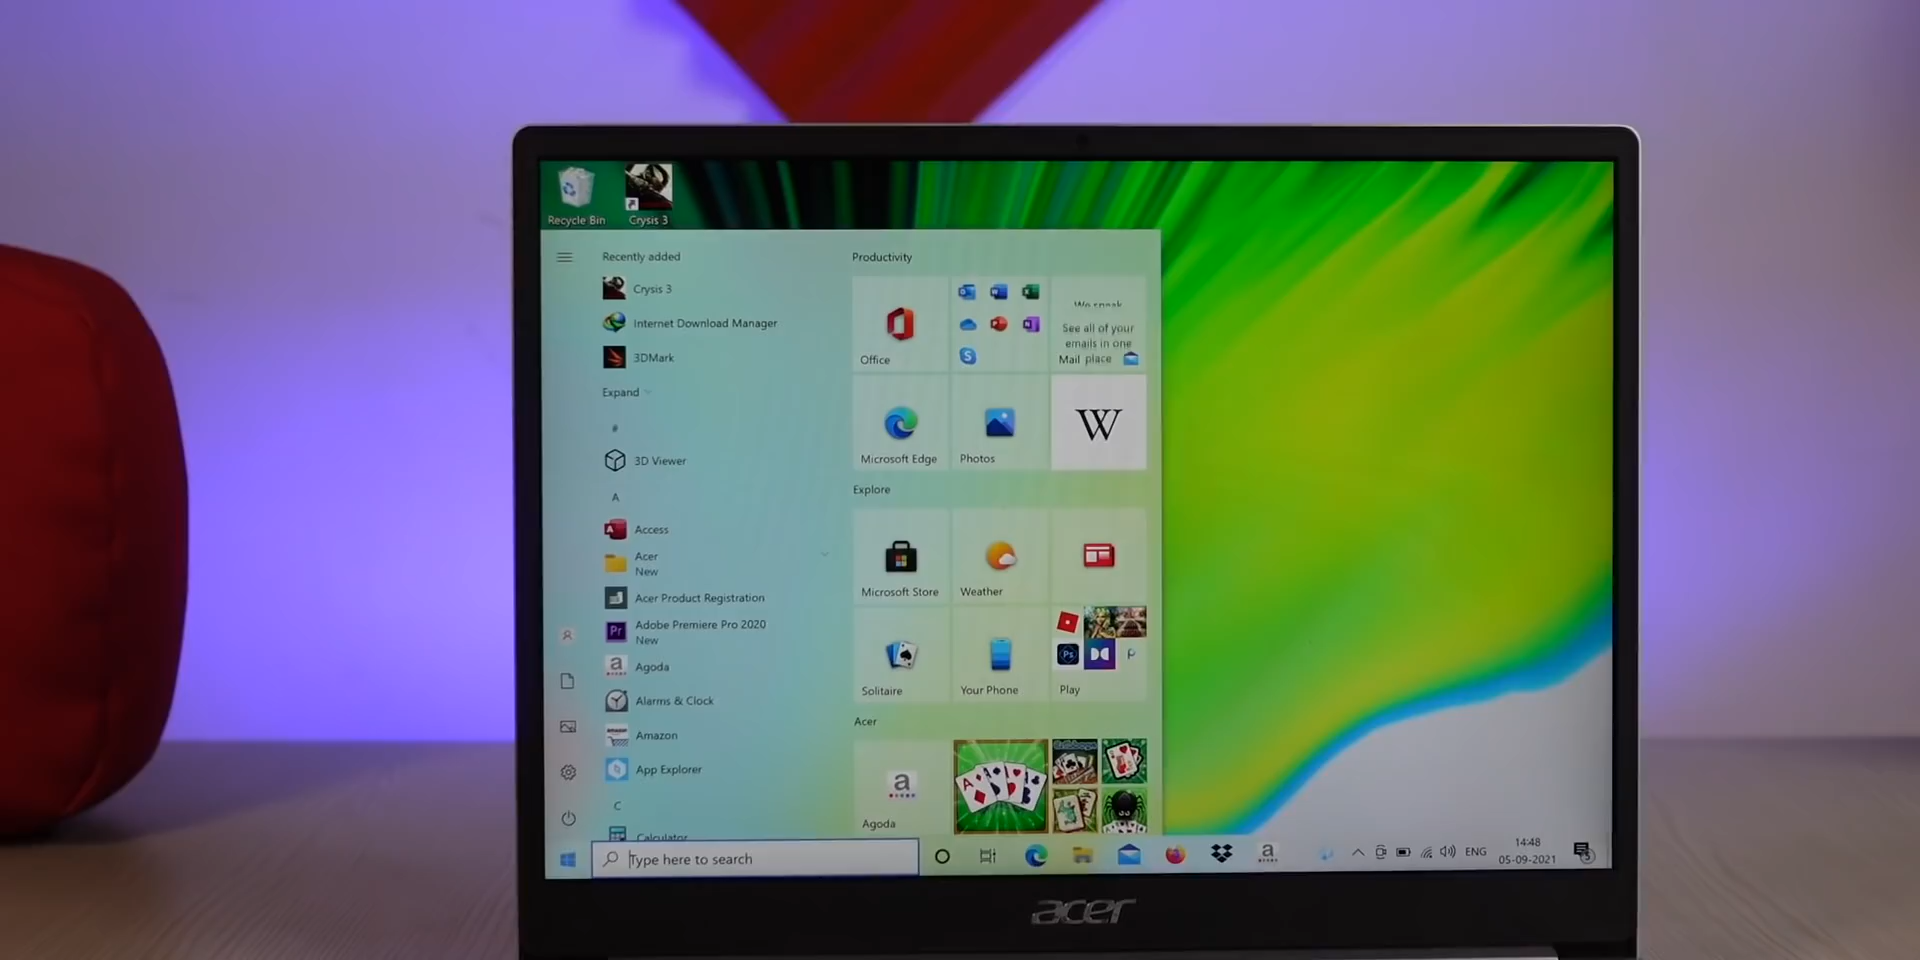 Recycle Bin
Crysis 3
Recently added
Crysis 3
Internet Download Manager
3DMark
Expand
#
3D Viewer
A
Access
Acer
New
Acer Product Registration
Adobe Premiere Pro 2020
New
Agoda
Alarms & Clock
Amazon
App Explorer
C
Calculator
Productivity
Office
We speak
See all of your
emails in one
Mail place
Microsoft Edge
Photos
W
Explore
Microsoft Store
Weather
Solitaire
Your Phone
Play
Acer
a
Agoda
Type here to search
ENG
14:48
05-09-2021
5
acer